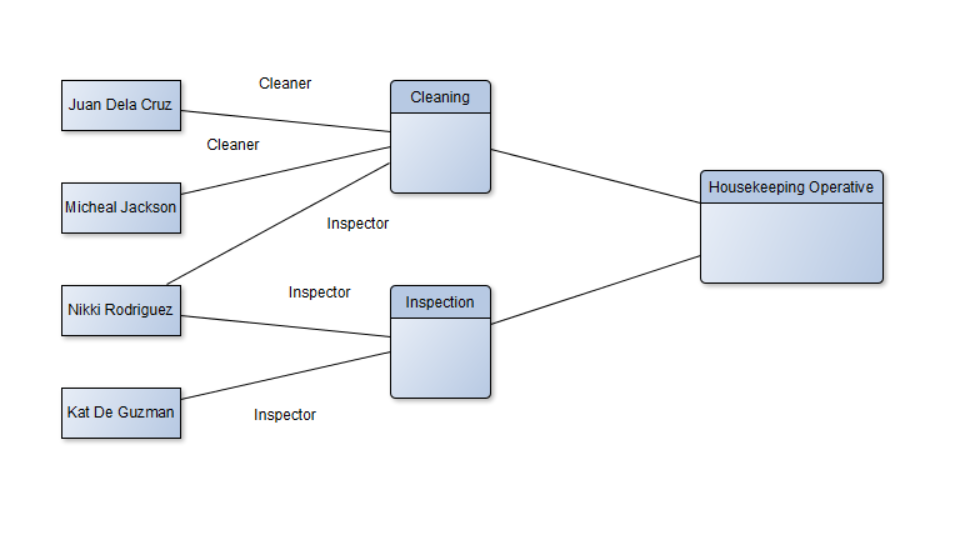 Cleaner
Juan Dela Cruz
Cleaning
Cleaner
Micheal Jackson
Housekeeping Operative
Inspector
Nikki Rodriguez
Inspector
Inspection
Kat De Guzman
Inspector